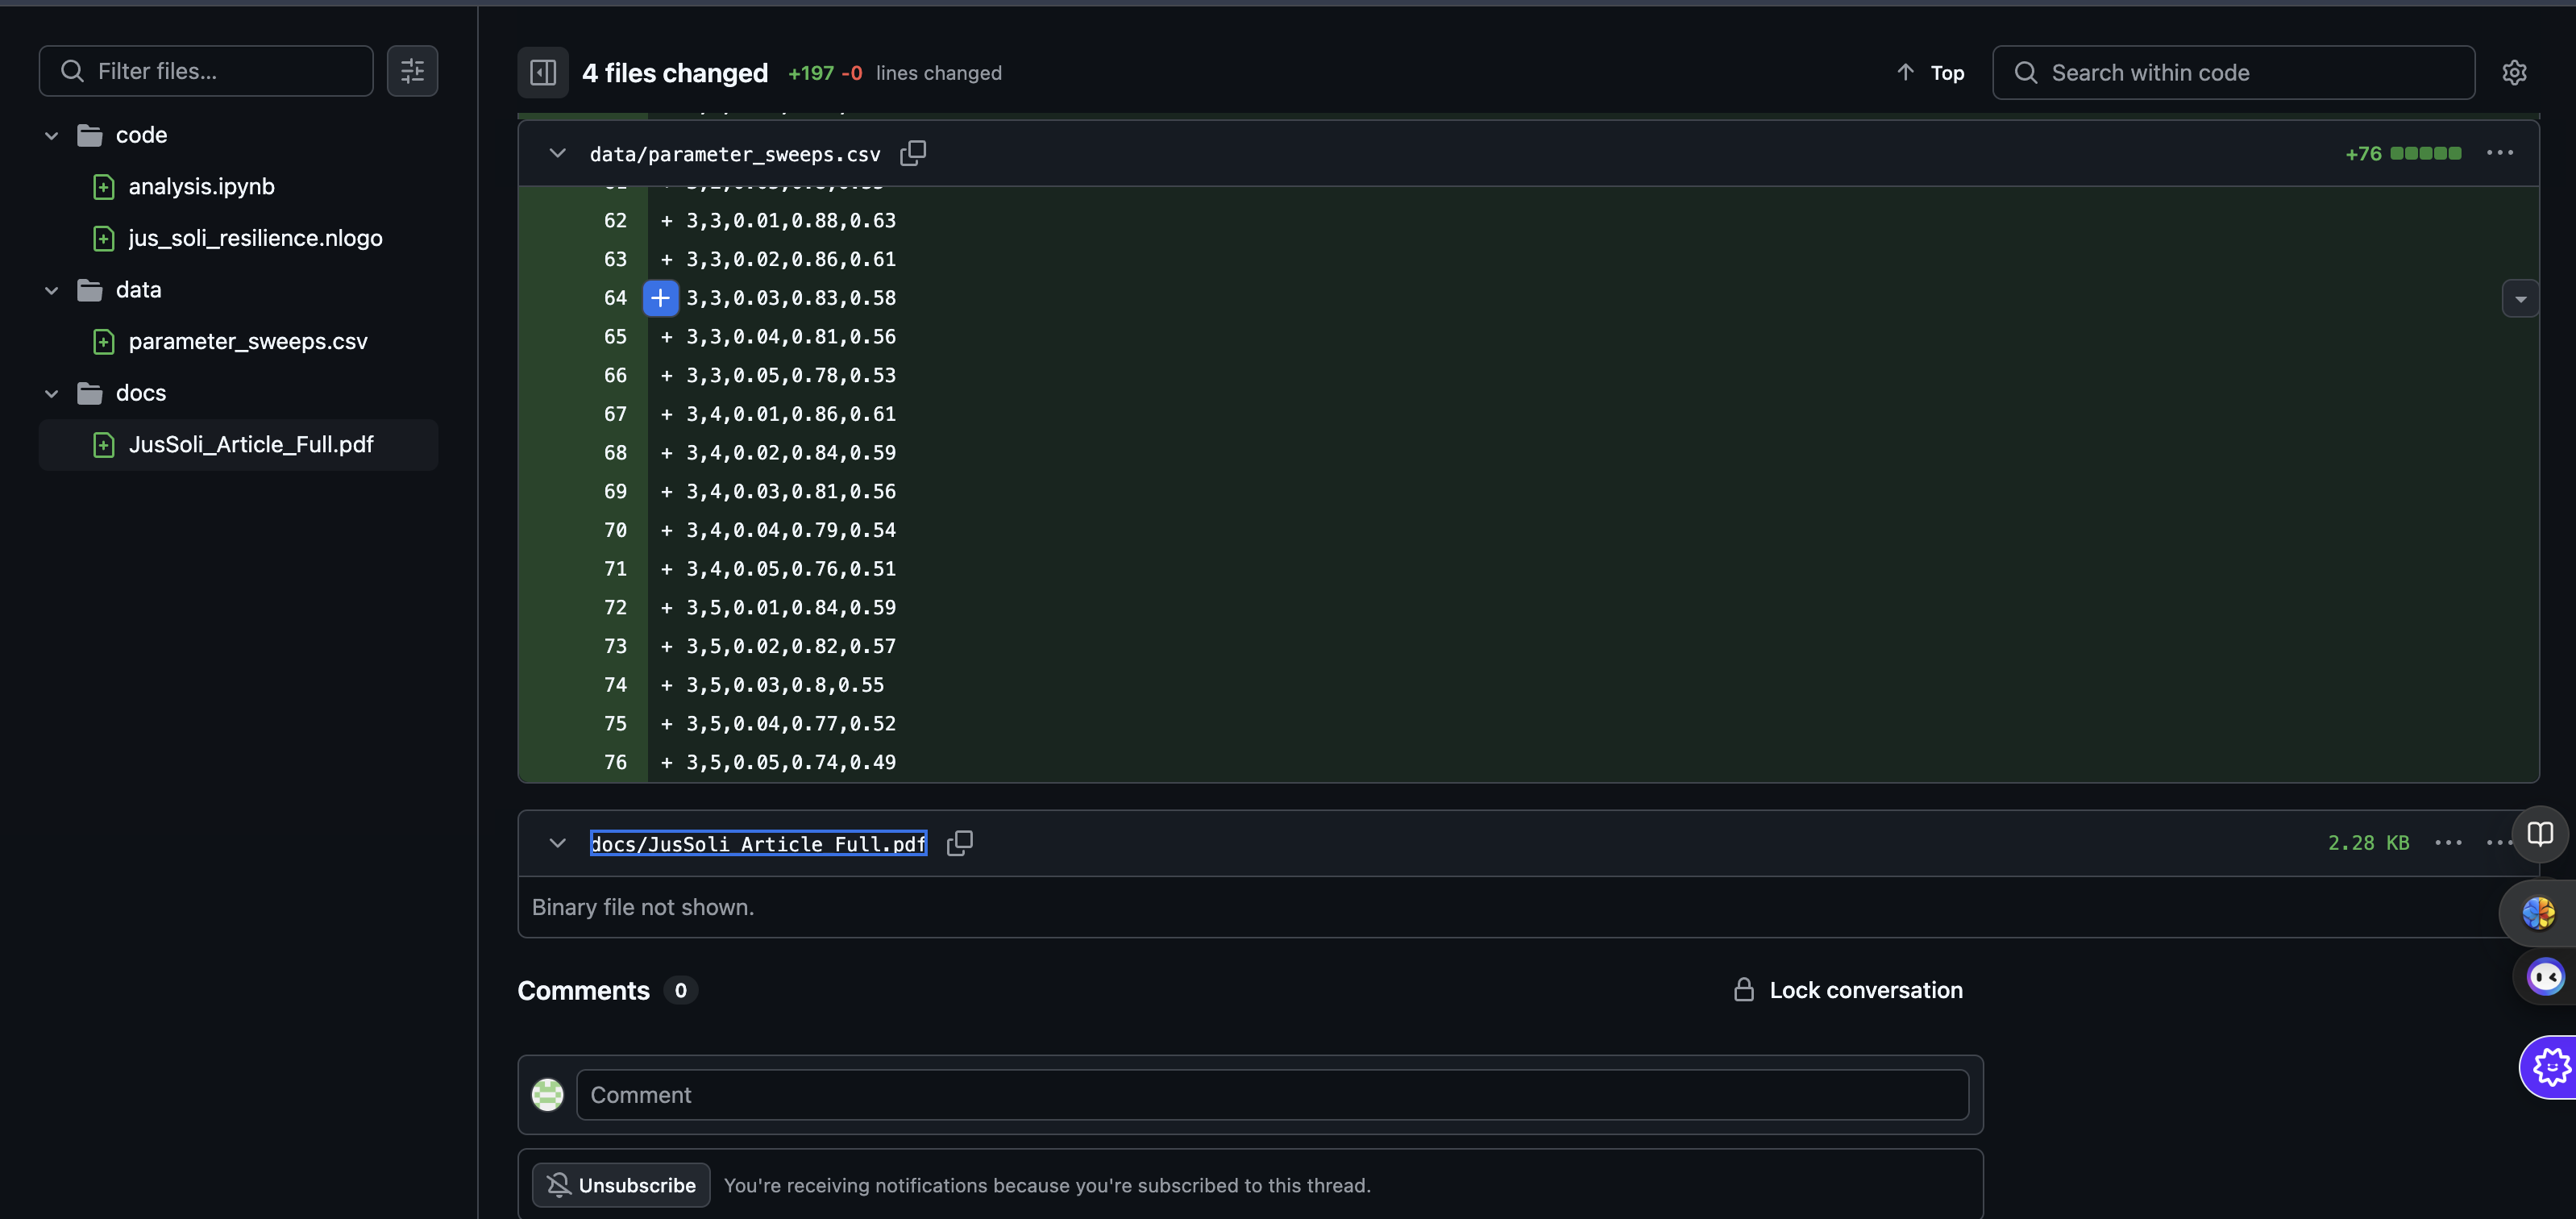 Filter files...
code
analysis.ipynb
jus_soli_resilience.nlogo
data
parameter_sweeps.csv
docs
JusSoli_Article_Full.pdf
4 files changed +197 -0 lines changed
Top
Search within code
data/parameter_sweeps.csv
+76
62 + 3,3,0.01,0.88,0.63
63 + 3,3,0.02,0.86,0.61
64 + 3,3,0.03,0.83,0.58
65 + 3,3,0.04,0.81,0.56
66 + 3,3,0.05,0.78,0.53
67 + 3,4,0.01,0.86,0.61
68 + 3,4,0.02,0.84,0.59
69 + 3,4,0.03,0.81,0.56
70 + 3,4,0.04,0.79,0.54
71 + 3,4,0.05,0.76,0.51
72 + 3,5,0.01,0.84,0.59
73 + 3,5,0.02,0.82,0.57
74 + 3,5,0.03,0.8,0.55
75 + 3,5,0.04,0.77,0.52
76 + 3,5,0.05,0.74,0.49
docs/JusSoli_Article_Full.pdf
2.28 KB
Binary file not shown.
Comments 0
Lock conversation
Comment
Unsubscribe You're receiving notifications because you're subscribed to this thread.